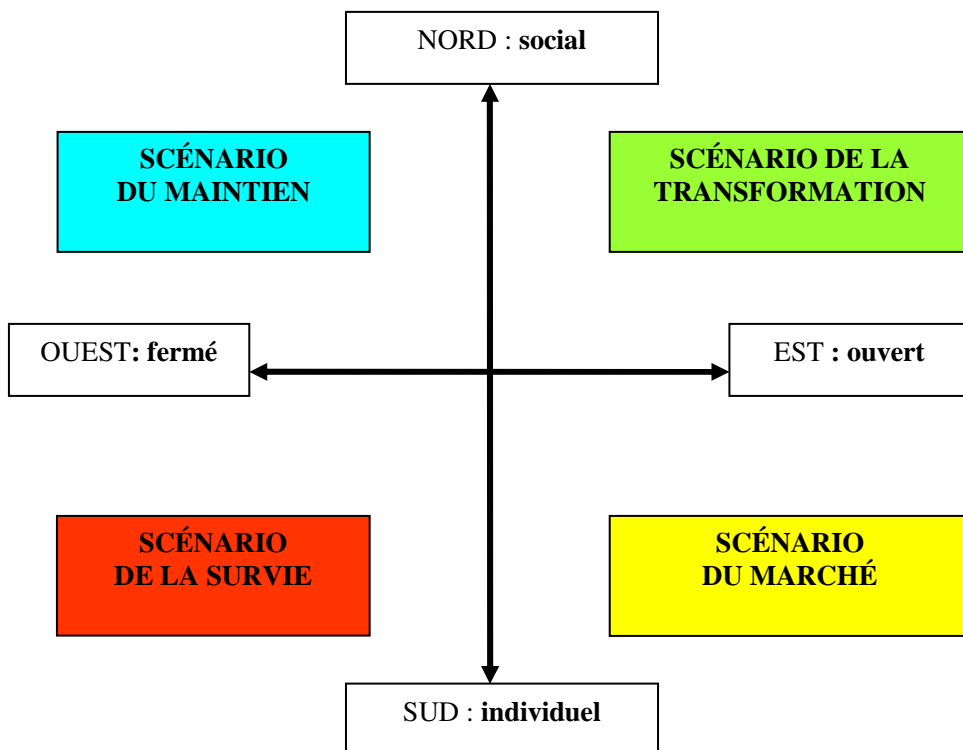 NORD : social
SCÉNARIO
DU MAINTIEN
SCÉNARIO DE LA
TRANSFORMATION
OUEST: fermé
EST : ouvert
SCÉNARIO
DE LA SURVIE
SCÉNARIO
DU MARCHÉ
SUD : individuel